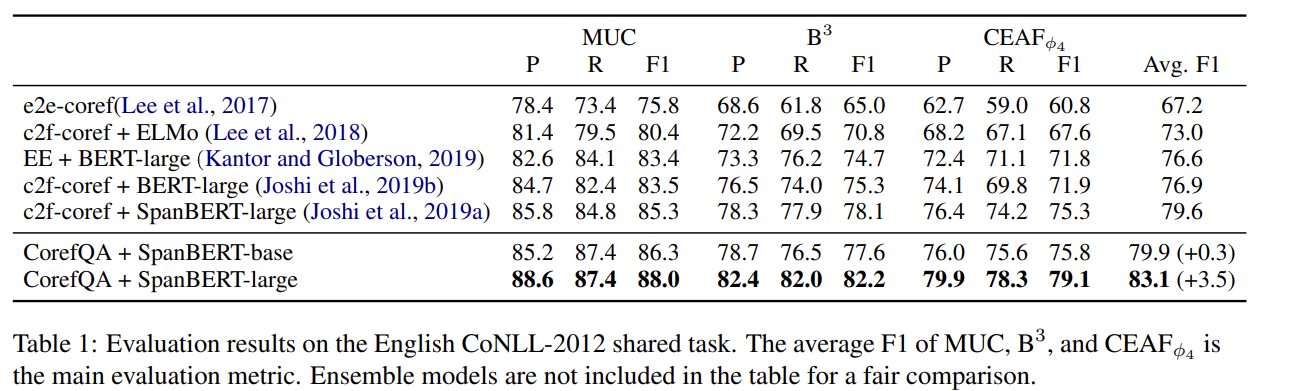 MUC B³ CEAFϕ₄
P R F1 P R F1 P R F1 Avg. F1
e2e-coref(Lee et al., 2017) 78.4 73.4 75.8 68.6 61.8 65.0 62.7 59.0 60.8 67.2
c2f-coref + ELMo (Lee et al., 2018) 81.4 79.5 80.4 72.2 69.5 70.8 68.2 67.1 67.6 73.0
EE + BERT-large (Kantor and Globerson, 2019) 82.6 84.1 83.4 73.3 76.2 74.7 72.4 71.1 71.8 76.6
c2f-coref + BERT-large (Joshi et al., 2019b) 84.7 82.4 83.5 76.5 74.0 75.3 74.1 69.8 71.9 76.9
c2f-coref + SpanBERT-large (Joshi et al., 2019a) 85.8 84.8 85.3 78.3 77.9 78.1 76.4 74.2 75.3 79.6
CorefQA + SpanBERT-base 85.2 87.4 86.3 78.7 76.5 77.6 76.0 75.6 75.8 79.9 (+0.3)
CorefQA + SpanBERT-large 88.6 87.4 88.0 82.4 82.0 82.2 79.9 78.3 79.1 83.1 (+3.5)
Table 1: Evaluation results on the English CoNLL-2012 shared task. The average F1 of MUC, B³, and CEAFϕ₄ is
the main evaluation metric. Ensemble models are not included in the table for a fair comparison.